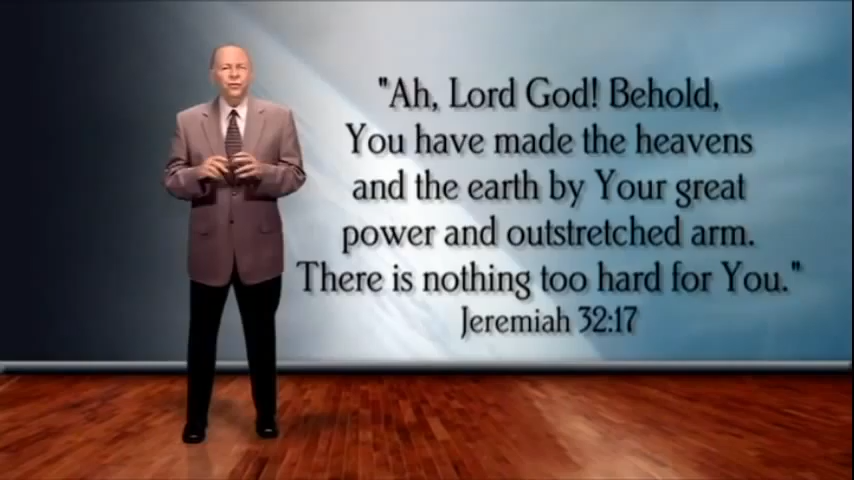 "Ah, Lord God! Behold,
You have made the heavens
and the earth by Your great
power and outstretched arm.
There is nothing too hard for You."
Jeremiah 32:17